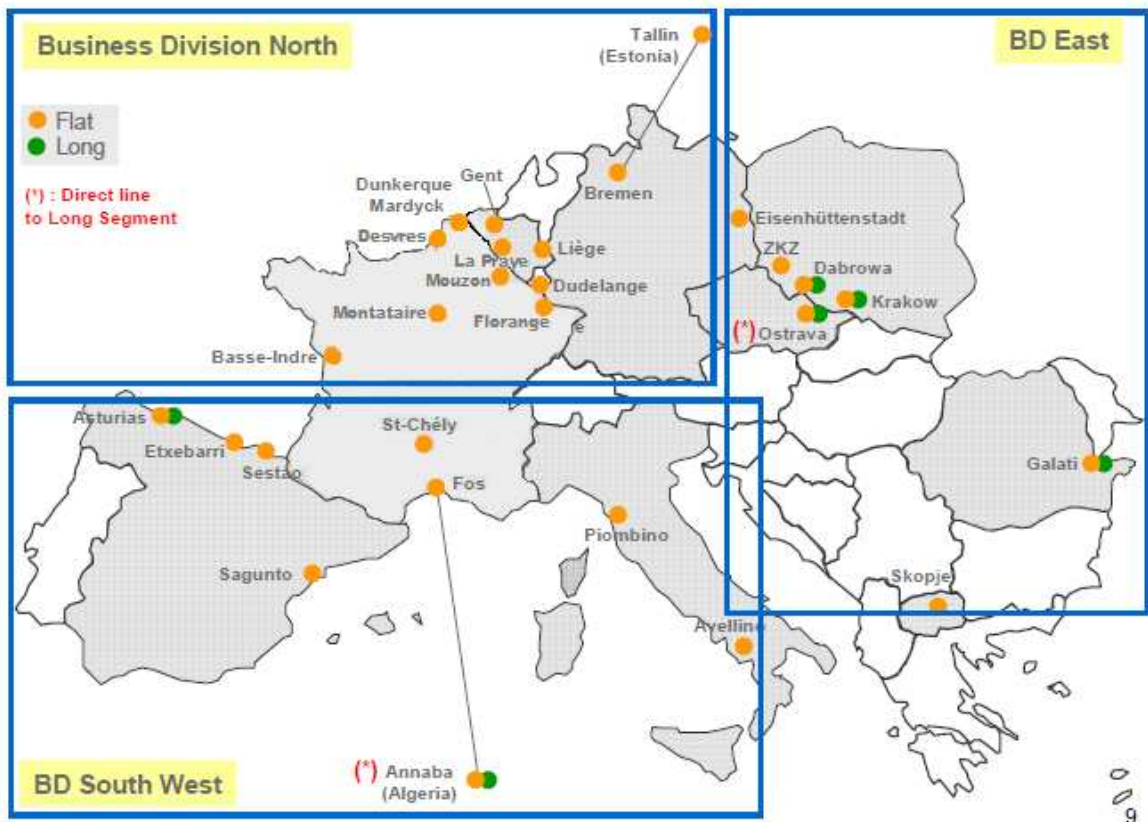 Business Division North
Tallin
(Estonia)
BD East
Flat
Long
(*) : Direct line
to Long Segment
Gent
Dunkerque
Mardyck
Bremen
Desvres
Eisenhüttenstadt
La Praye
Liège
ZKZ
Dabrowa
Mouzon
Dudelange
Krakow
Montataire
Florange
e
(*) Ostrava
Basse-Indre
Asturias
St-Chély
Etxebarri
Sestao
Galati
Fos
Piombino
Sagunto
Skopje
Avellino
(*) Annaba
(Algeria)
BD South West
9